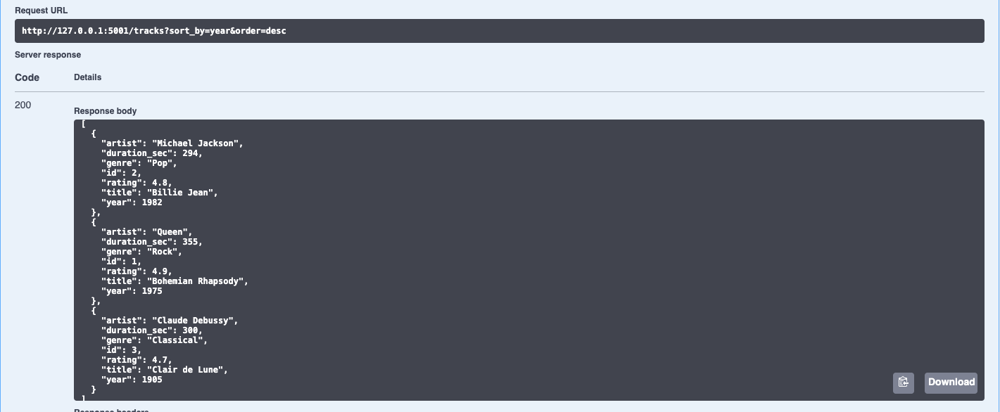 Request URL
http://127.0.0.1:5001/tracks?sort_by=year&order=desc
Server response
Code Details
200
Response body
[
  {
    "artist": "Michael Jackson",
    "duration_sec": 294,
    "genre": "Pop",
    "id": 2,
    "rating": 4.8,
    "title": "Billie Jean",
    "year": 1982
  },
  {
    "artist": "Queen",
    "duration_sec": 355,
    "genre": "Rock",
    "id": 1,
    "rating": 4.9,
    "title": "Bohemian Rhapsody",
    "year": 1975
  },
  {
    "artist": "Claude Debussy",
    "duration_sec": 300,
    "genre": "Classical",
    "id": 3,
    "rating": 4.7,
    "title": "Clair de Lune",
    "year": 1905
  }
]
Download
Response headers